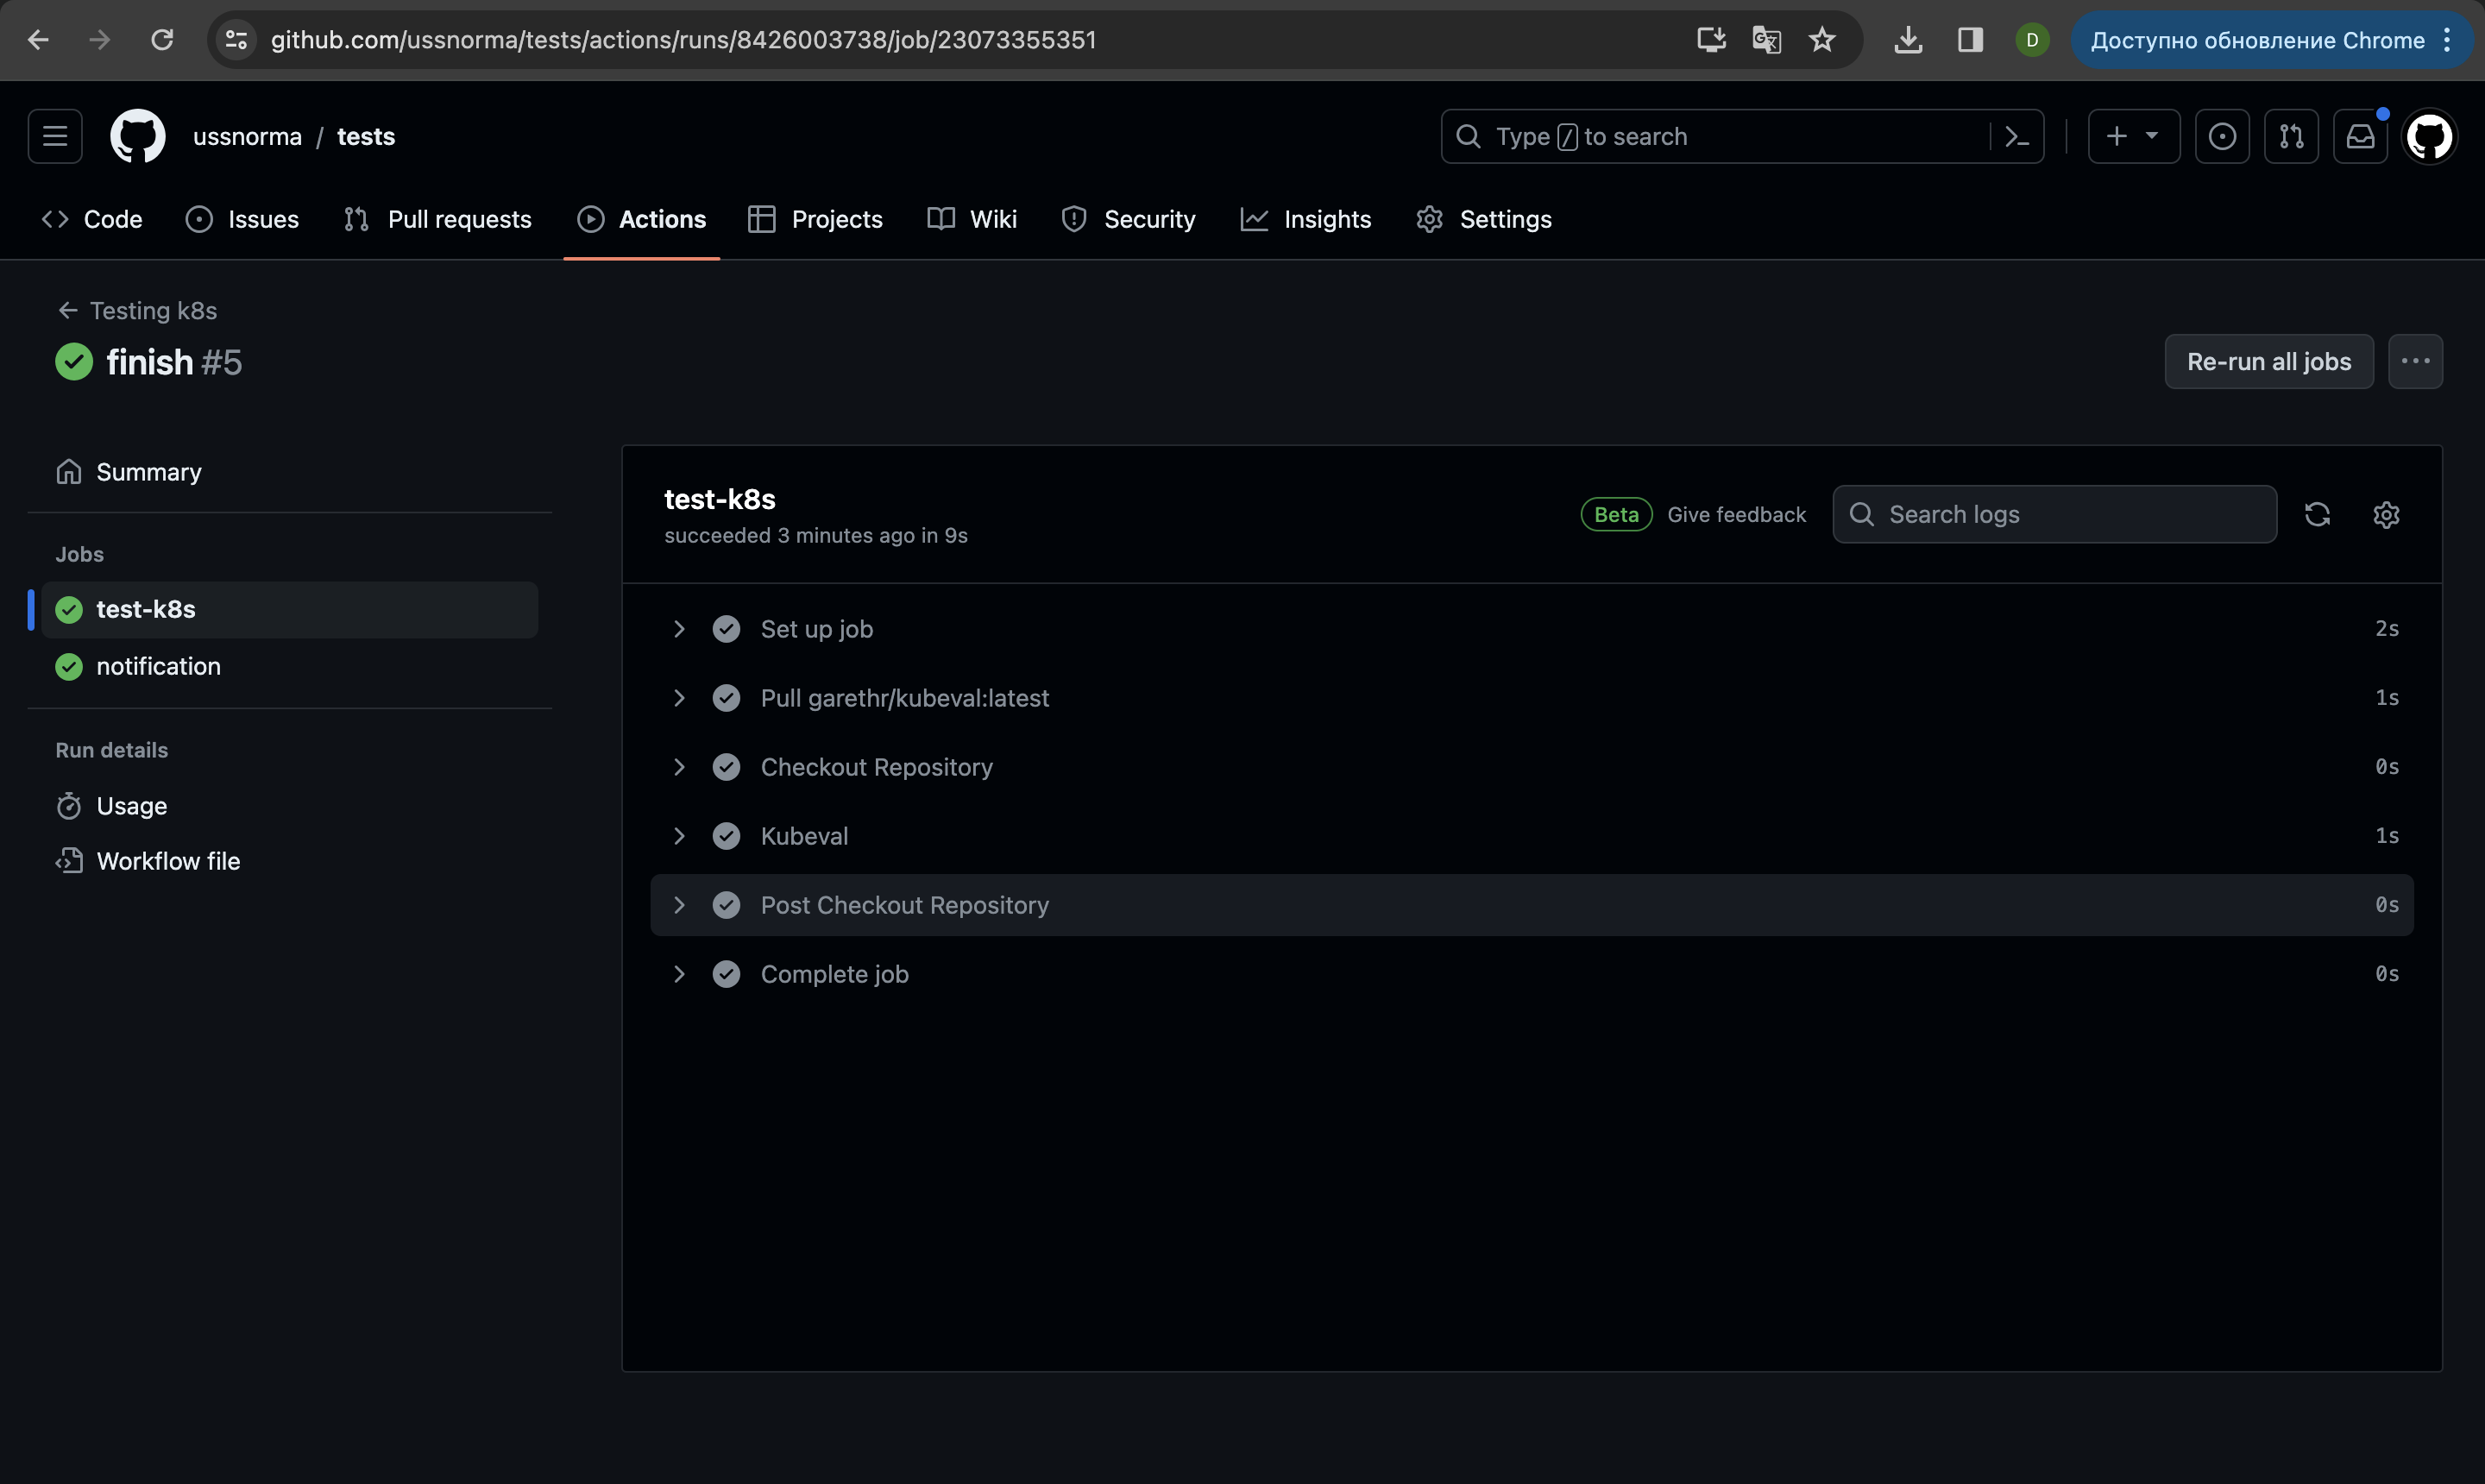 github.com/ussnorma/tests/actions/runs/8426003738/job/23073355351
D
Доступно обновление Chrome
ussnorma / tests
Type / to search
Code
Issues
Pull requests
Actions
Projects
Wiki
Security
Insights
Settings
Testing k8s
finish #5
Re-run all jobs
Summary
Jobs
test-k8s
notification
Run details
Usage
Workflow file
test-k8s
succeeded 3 minutes ago in 9s
Beta
Give feedback
Search logs
Set up job 2s
Pull garethr/kubeval:latest 1s
Checkout Repository 0s
Kubeval 1s
Post Checkout Repository 0s
Complete job 0s